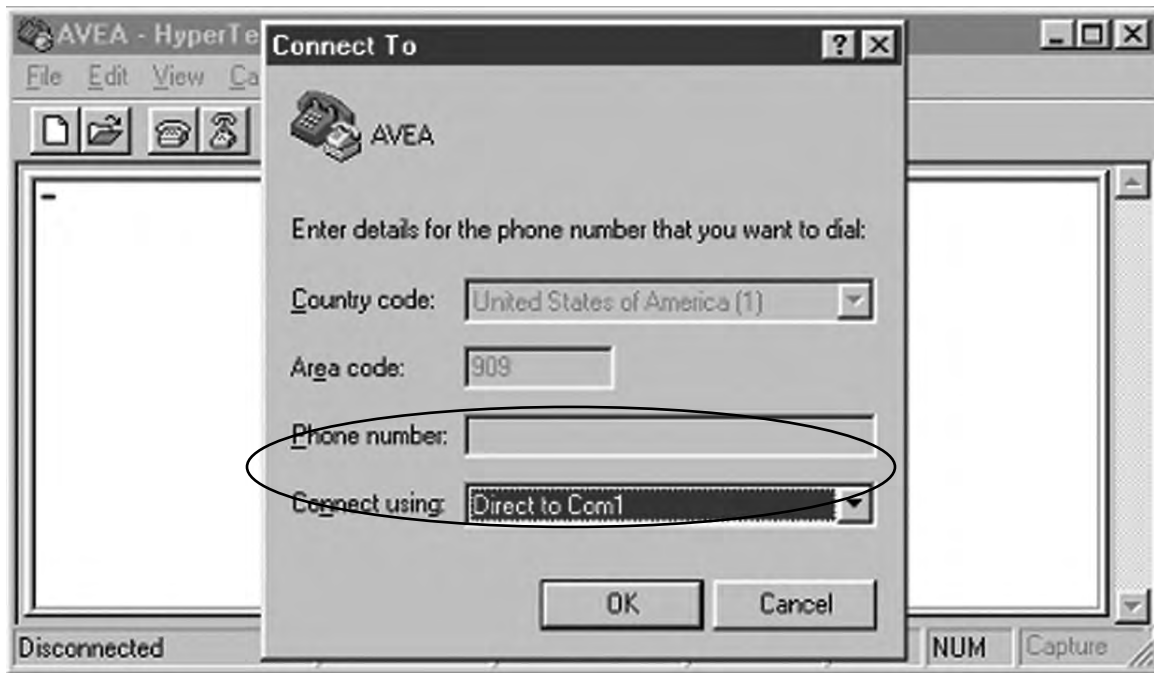 AVEA - HyperTe
File Edit View Ca
Connect To
AVEA
Enter details for the phone number that you want to dial:
Country code: United States of America (1)
Area code: 909
Phone number:
Connect using: Direct to Com1
OK Cancel
Disconnected NUM Capture